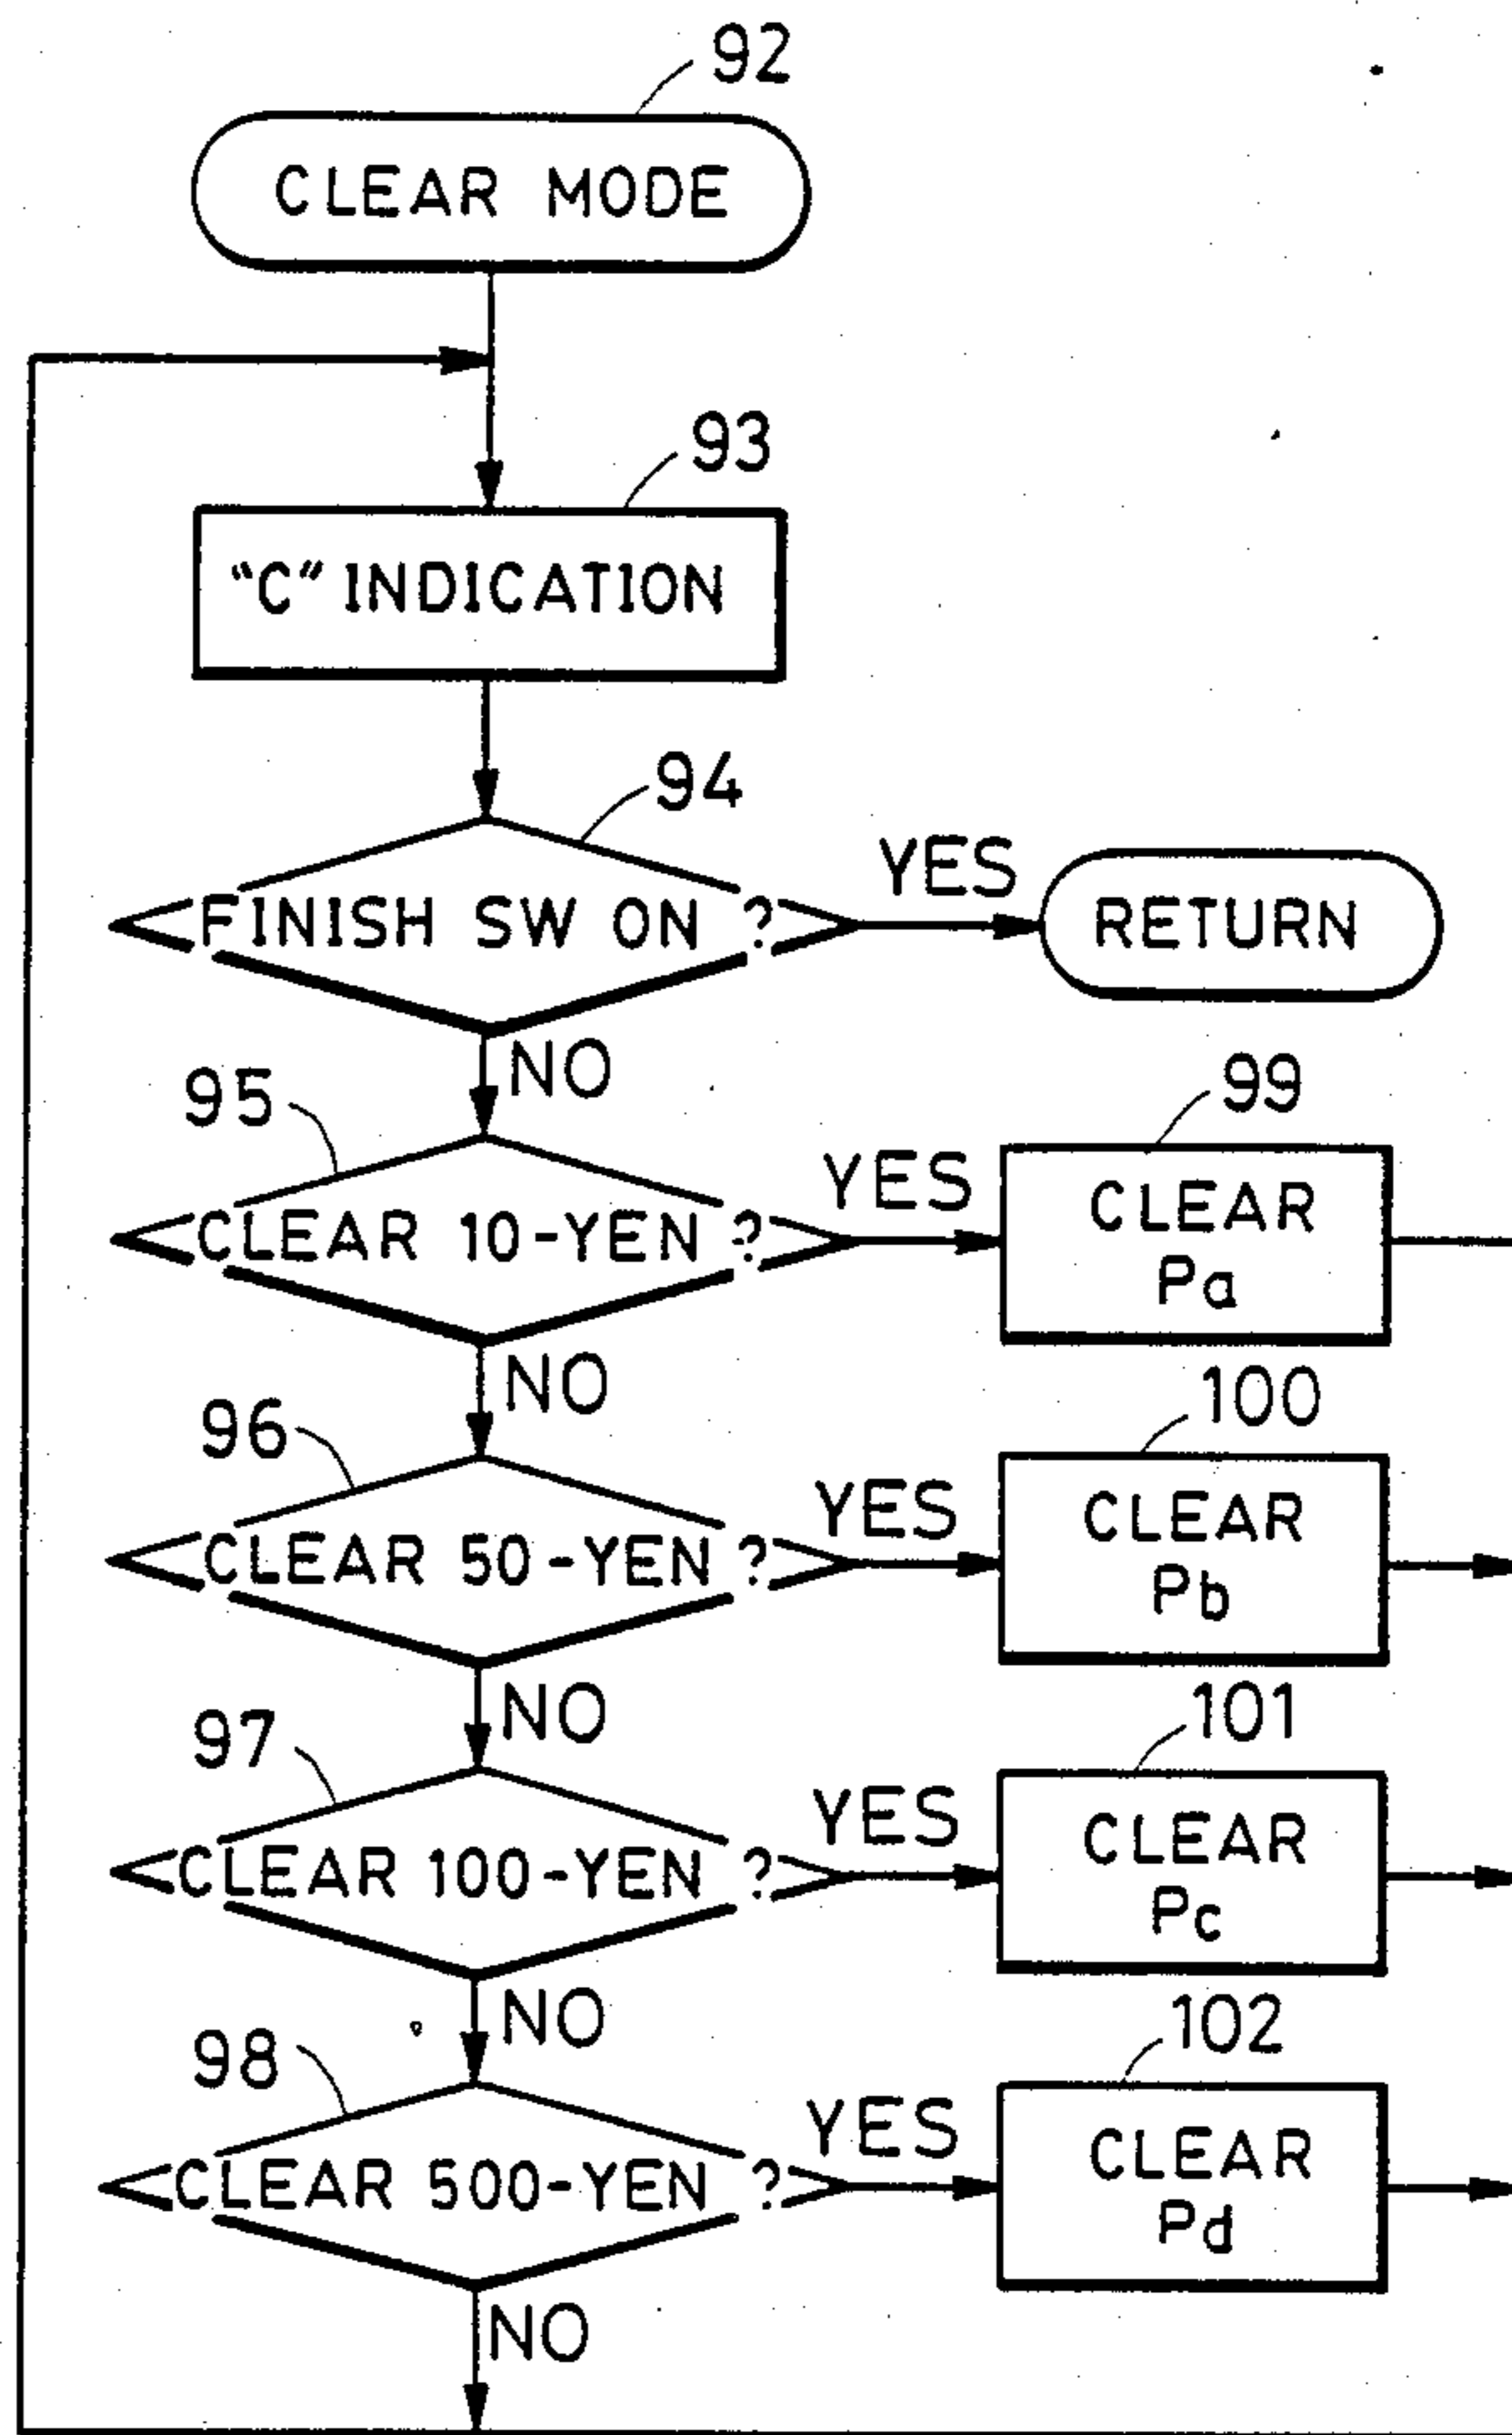 92
CLEAR MODE
93
"C" INDICATION
94
FINISH SW ON ?
YES
RETURN
NO
95
CLEAR 10-YEN ?
YES
99
CLEAR
Pa
NO
96
CLEAR 50-YEN ?
YES
100
CLEAR
Pb
NO
97
CLEAR 100-YEN ?
YES
101
CLEAR
Pc
NO
98
CLEAR 500-YEN ?
YES
102
CLEAR
Pd
NO